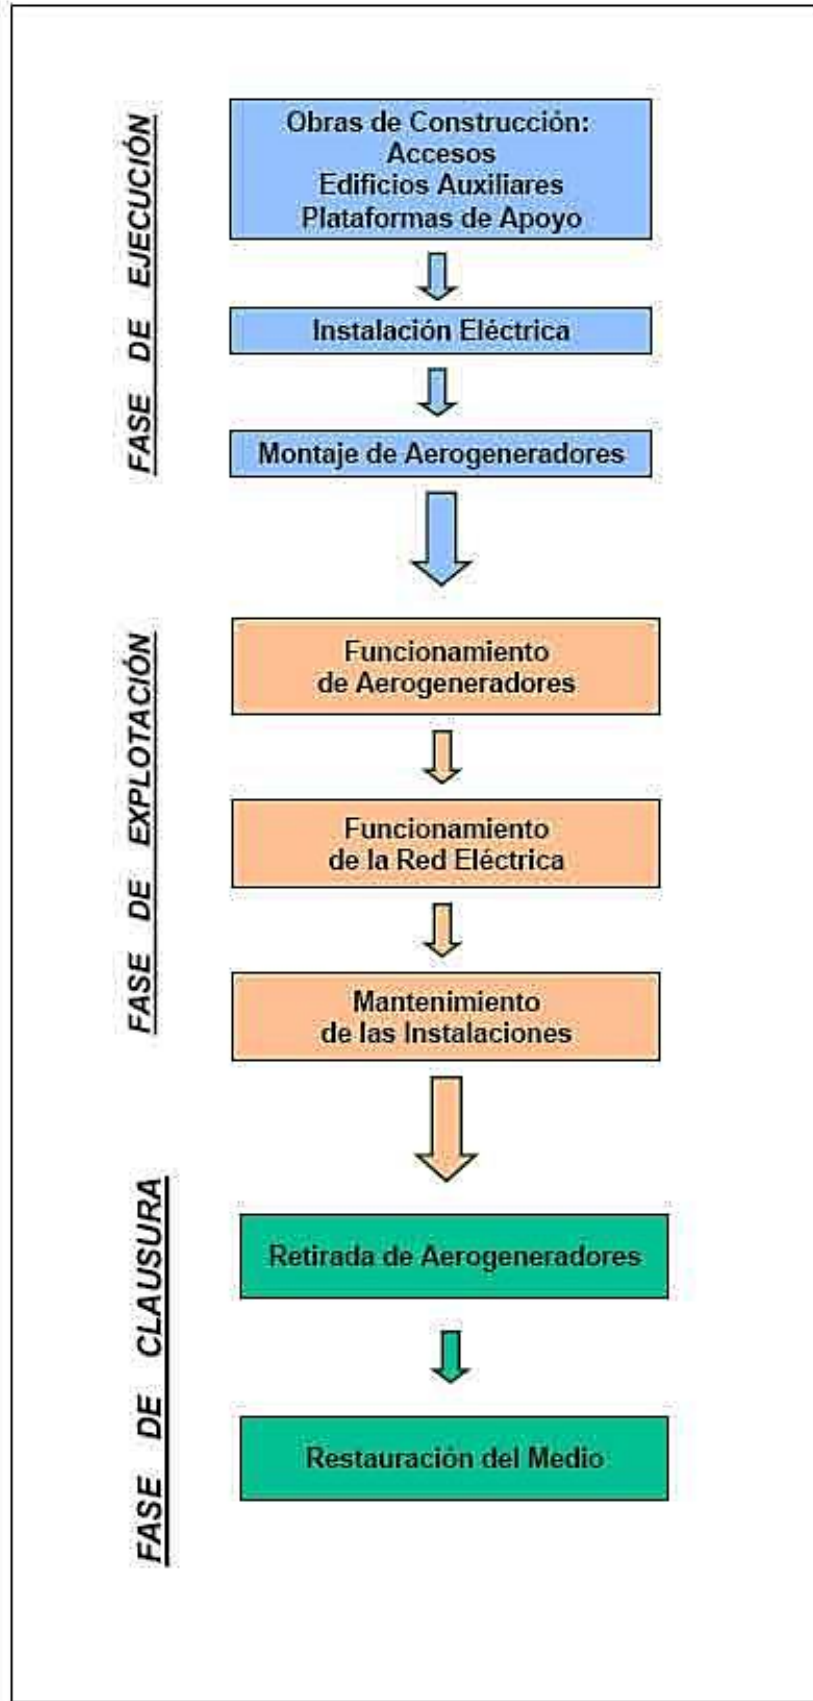 FASE DE EJECUCIÓN
Obras de Construcción:
Accesos
Edificios Auxiliares
Plataformas de Apoyo
Instalación Eléctrica
Montaje de Aerogeneradores
FASE DE EXPLOTACIÓN
Funcionamiento
de Aerogeneradores
Funcionamiento
de la Red Eléctrica
Mantenimiento
de las Instalaciones
FASE DE CLAUSURA
Retirada de Aerogeneradores
Restauración del Medio